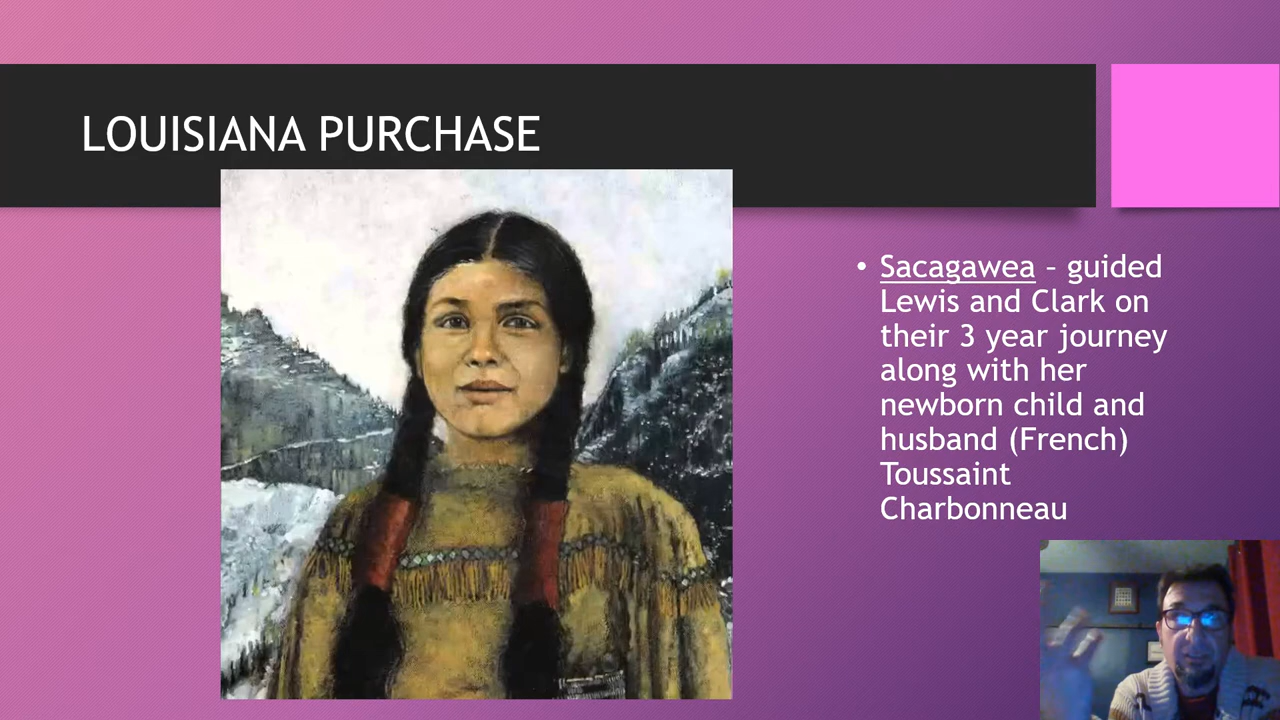 LOUISIANA PURCHASE
• Sacagawea – guided
Lewis and Clark on
their 3 year journey
along with her
newborn child and
husband (French)
Toussaint
Charbonneau